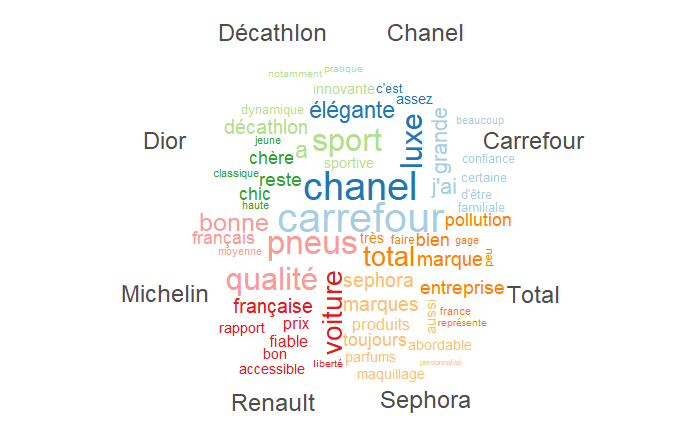 Décathlon Chanel
notamment pratique
innovante c'est
élégante assez
dynamique
beaucoup
décathlon a sport luxe grande
Dior Carrefour
jeune
chère sportive confiance
classique reste chanel j'ai certaine
chic d'être
haute familiale
bonne carrefour pollution
français pneus très faire bien gage
moyenne total marque peu
qualité sephora entreprise
Michelin Total
française voiture marques aussi france
rapport prix produits représente
fiable toujours abordable
bon parfums
accessible liberté personnalité
maquillage
Renault Sephora